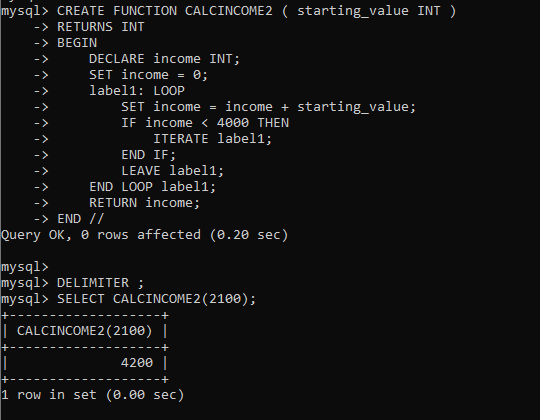 mysql> CREATE FUNCTION CALCINCOME2 ( starting_value INT )
    -> RETURNS INT
    -> BEGIN
    ->     DECLARE income INT;
    ->     SET income = 0;
    ->     label1: LOOP
    ->         SET income = income + starting_value;
    ->         IF income < 4000 THEN
    ->             ITERATE label1;
    ->         END IF;
    ->         LEAVE label1;
    ->     END LOOP label1;
    ->     RETURN income;
    -> END //
Query OK, 0 rows affected (0.20 sec)
mysql>
mysql> DELIMITER ;
mysql> SELECT CALCINCOME2(2100);
+-------------------+
| CALCINCOME2(2100) |
+-------------------+
|              4200 |
+-------------------+
1 row in set (0.00 sec)